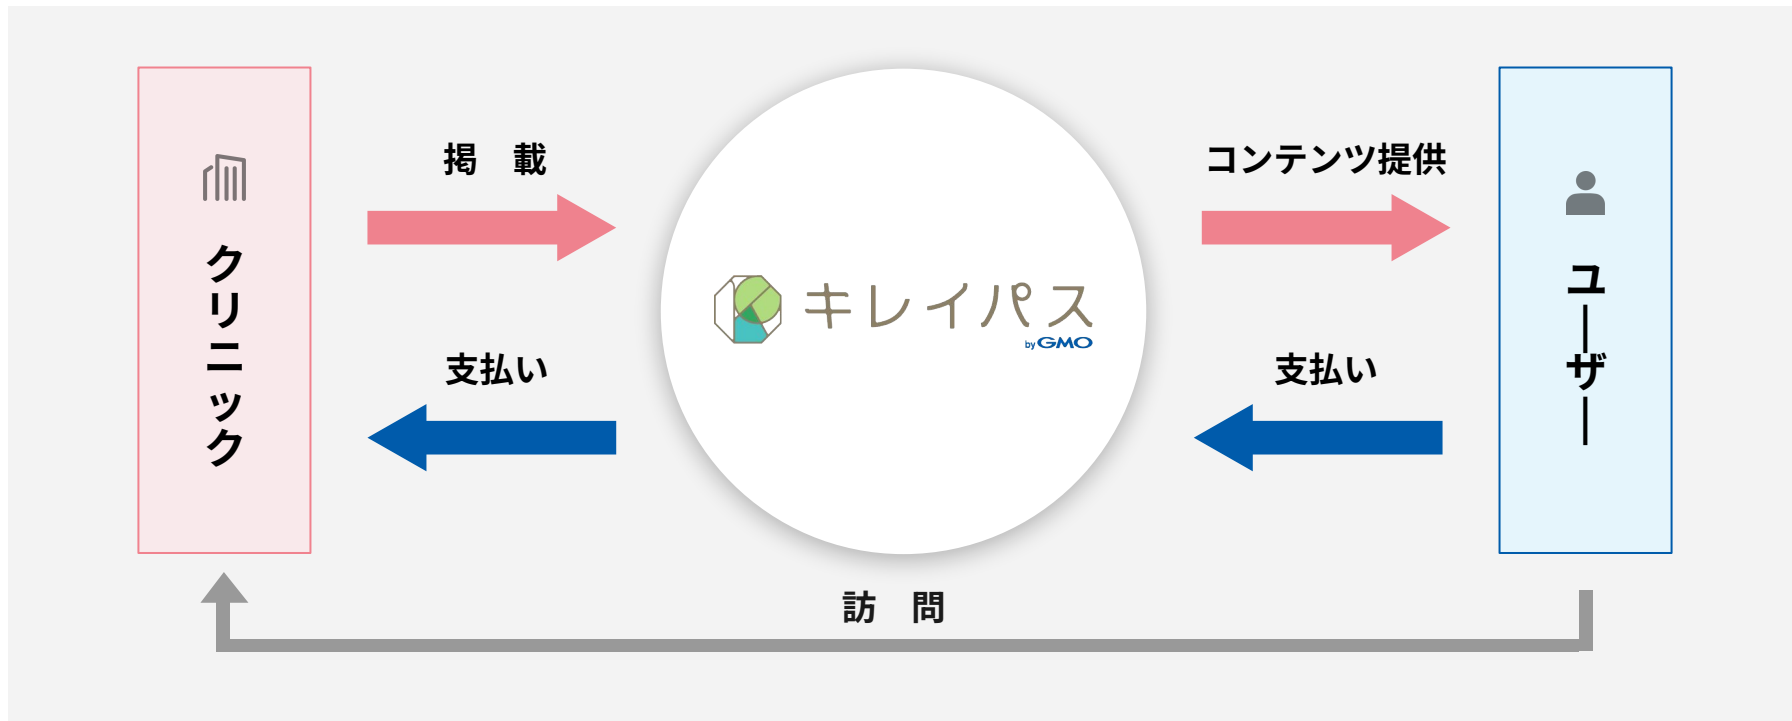 クリニック
掲　載
支払い
キレイパス
by GMO
コンテンツ提供
支払い
ユーザー
訪　問